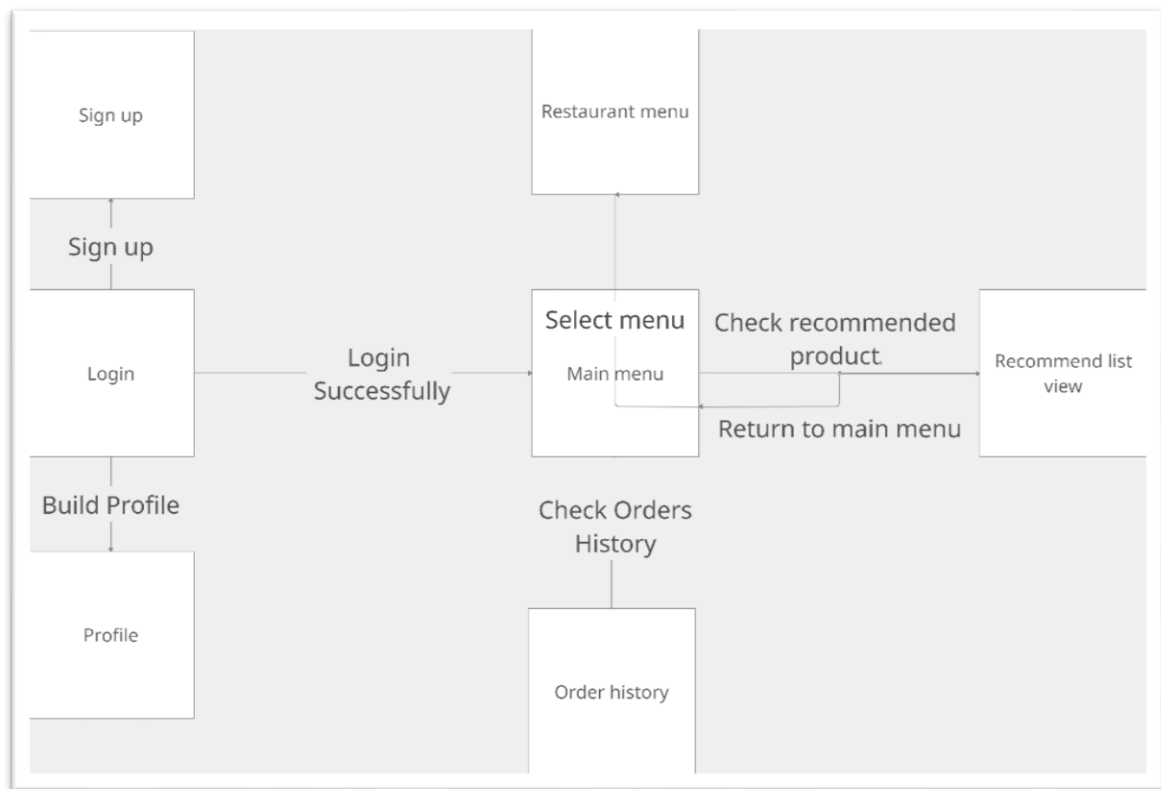 Sign up
Restaurant menu
Sign up
Select menu
Check recommended
product
Login
Login
Successfully
Main menu
Recommend list
view
Return to main menu
Build Profile
Check Orders
History
Profile
Order history